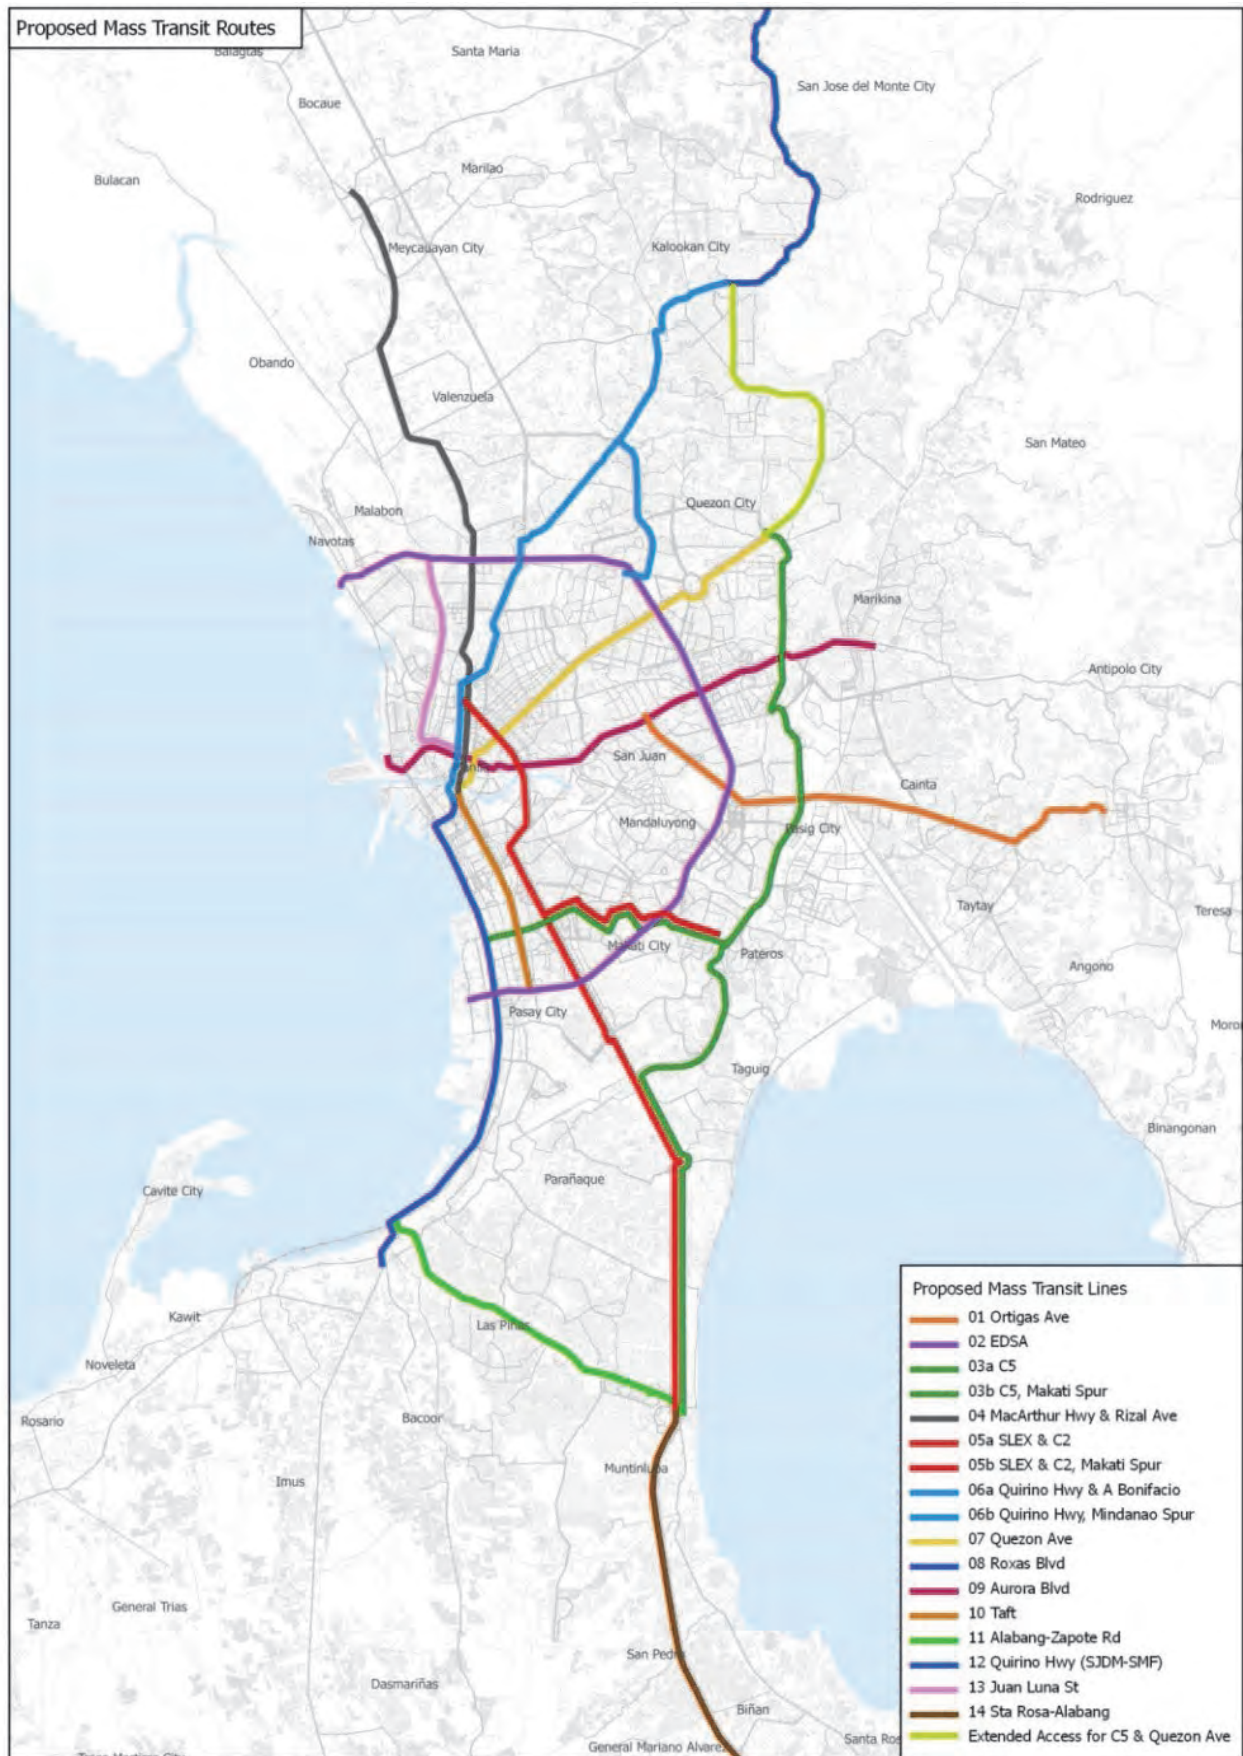 Proposed Mass Transit Routes
Balagtas
Santa Maria
San Jose del Monte City
Bocaue
Marilao
Bulacan
Rodriguez
Meycauayan City
Kalookan City
Obando
Valenzuela
San Mateo
Quezon City
Malabon
Navotas
Marikina
Antipolo City
San Juan
Cainta
Mandaluyong
Pasig City
Taytay
Teresa
Makati City
Pateros
Angono
Pasay City
Moron
Taguig
Binangonan
Parañaque
Cavite City
Kawit
Las Piñas
Noveleta
Rosario
Bacoor
Muntinlupa
Imus
General Trias
Tanza
San Pedro
Dasmariñas
Biñan
Santa Ros
General Mariano Alvarez
Proposed Mass Transit Lines
01 Ortigas Ave
02 EDSA
03a C5
03b C5, Makati Spur
04 MacArthur Hwy & Rizal Ave
05a SLEX & C2
05b SLEX & C2, Makati Spur
06a Quirino Hwy & A Bonifacio
06b Quirino Hwy, Mindanao Spur
07 Quezon Ave
08 Roxas Blvd
09 Aurora Blvd
10 Taft
11 Alabang-Zapote Rd
12 Quirino Hwy (SJDM-SMF)
13 Juan Luna St
14 Sta Rosa-Alabang
Extended Access for C5 & Quezon Ave